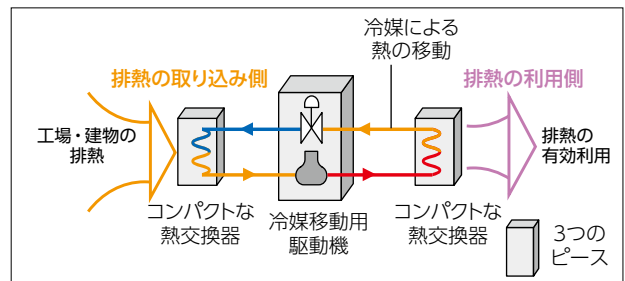 冷媒による
熱の移動
排熱の取り込み側
排熱の利用側
工場・建物の
排熱
排熱の
有効利用
コンパクトな
熱交換器
冷媒移動用
駆動機
コンパクトな
熱交換器
3つの
ピース